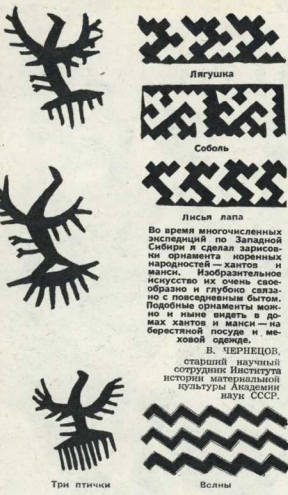 Лягушка
Соболь
Лисья лапа
Во время многочисленных
экспедиций по Западной
Сибири я сделал зарисов-
ки орнамента коренных
народностей — хантов и
манси. Изобразительное
искусство их очень свое-
образно и глубоко связа-
но с повседневным бытом.
Подобные орнаменты мож-
но и ныне видеть в до-
мах хантов и манси — на
берестяной посуде и ме-
ховой одежде.
В. ЧЕРНЕЦОВ,
старший научный
сотрудник Института
истории материальной
культуры Академии
наук СССР.
Три птички
Волны